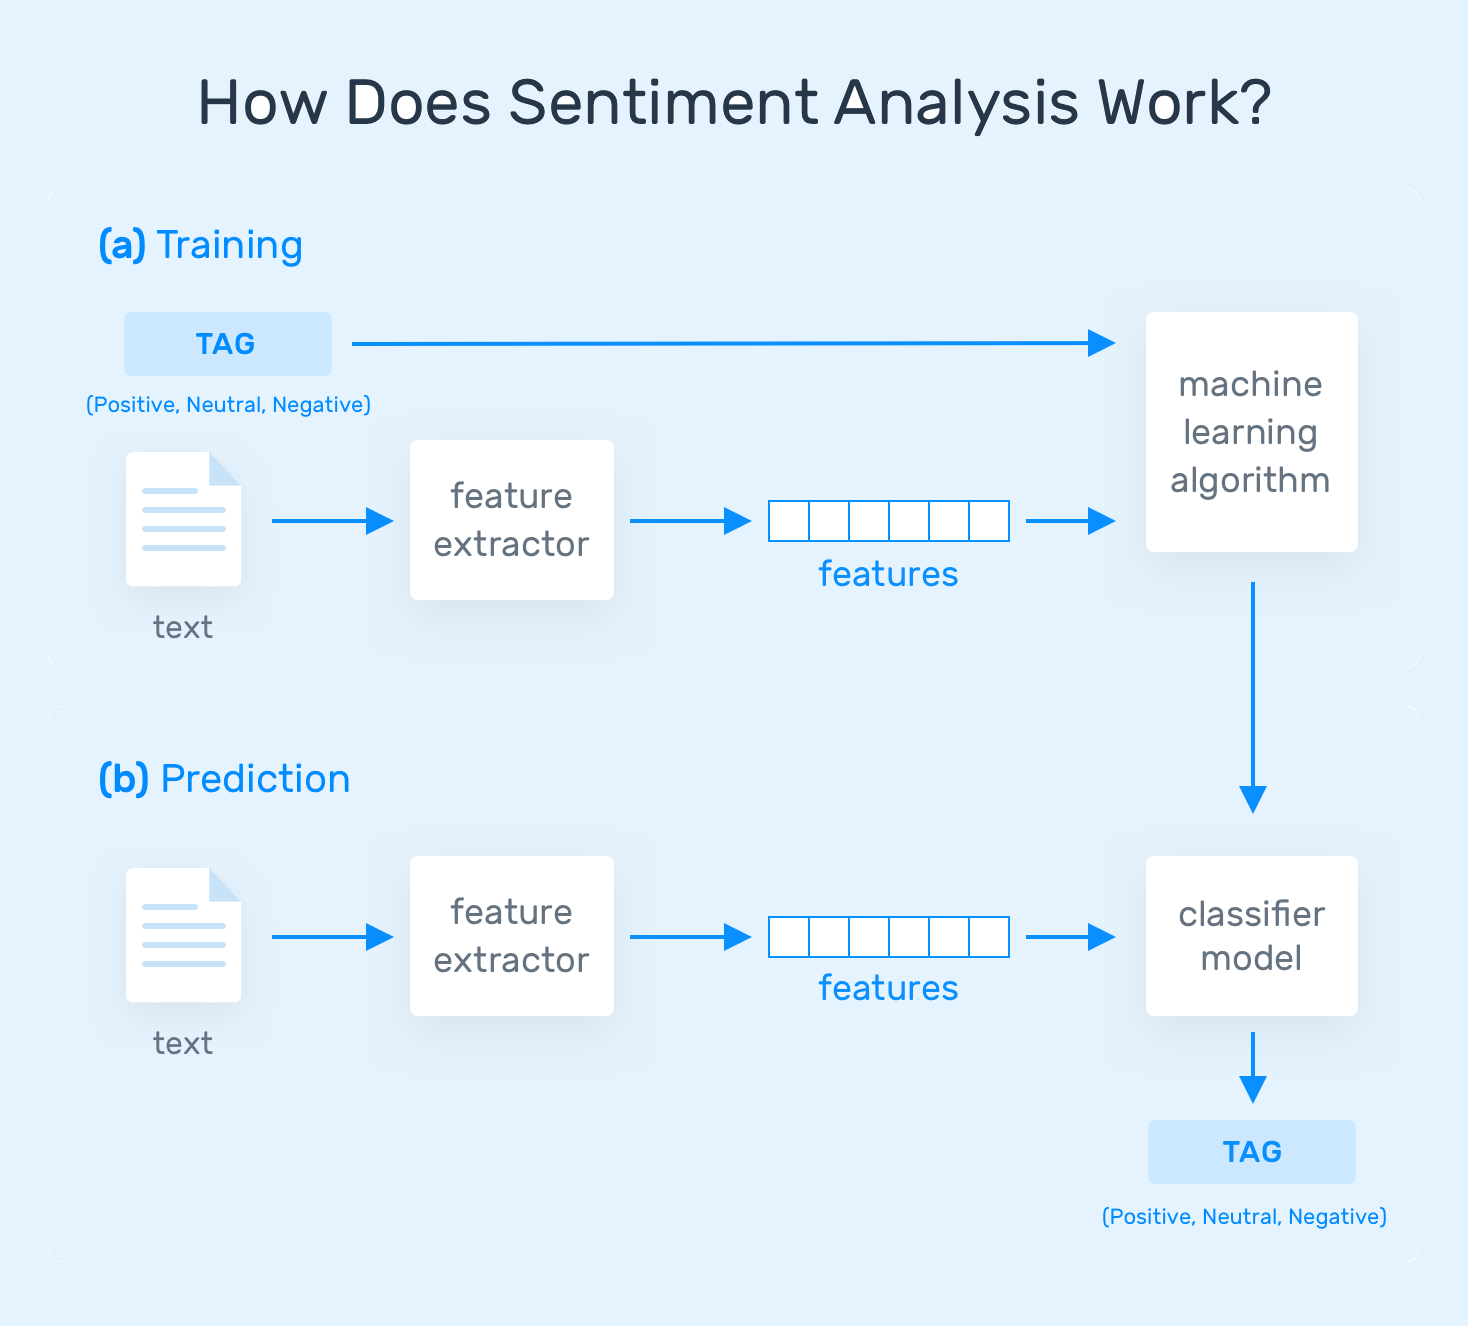 How Does Sentiment Analysis Work?
(a) Training
TAG
(Positive, Neutral, Negative)
text
feature
extractor
features
machine
learning
algorithm
(b) Prediction
text
feature
extractor
features
classifier
model
TAG
(Positive, Neutral, Negative)